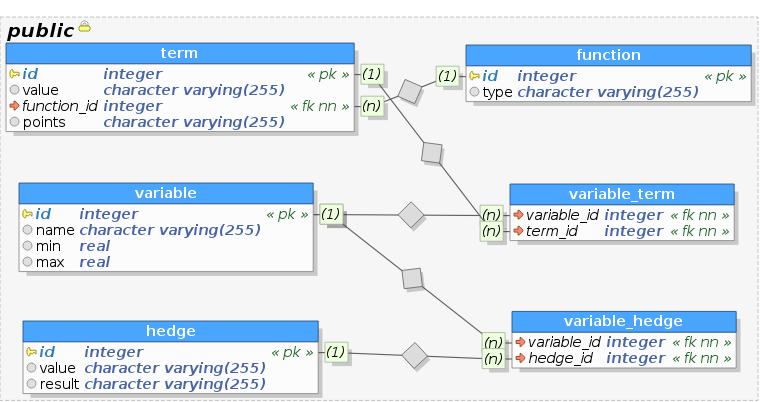 public
term
id integer « pk »
value character varying(255)
function_id integer « fk nn »
points character varying(255)
(1)
(n)
(1)
function
id integer « pk »
type character varying(255)
variable
id integer « pk »
name character varying(255)
min real
max real
(1)
(n)
(n)
variable_term
variable_id integer « fk nn »
term_id integer « fk nn »
hedge
id integer « pk »
value character varying(255)
result character varying(255)
(1)
(n)
(n)
variable_hedge
variable_id integer « fk nn »
hedge_id integer « fk nn »